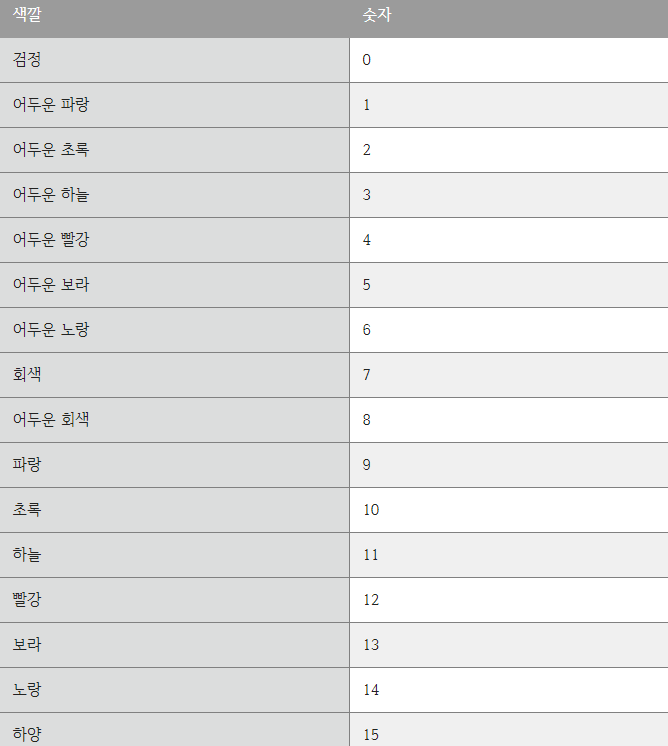 색깔 숫자
검정 0
어두운 파랑 1
어두운 초록 2
어두운 하늘 3
어두운 빨강 4
어두운 보라 5
어두운 노랑 6
회색 7
어두운 회색 8
파랑 9
초록 10
하늘 11
빨강 12
보라 13
노랑 14
하양 15